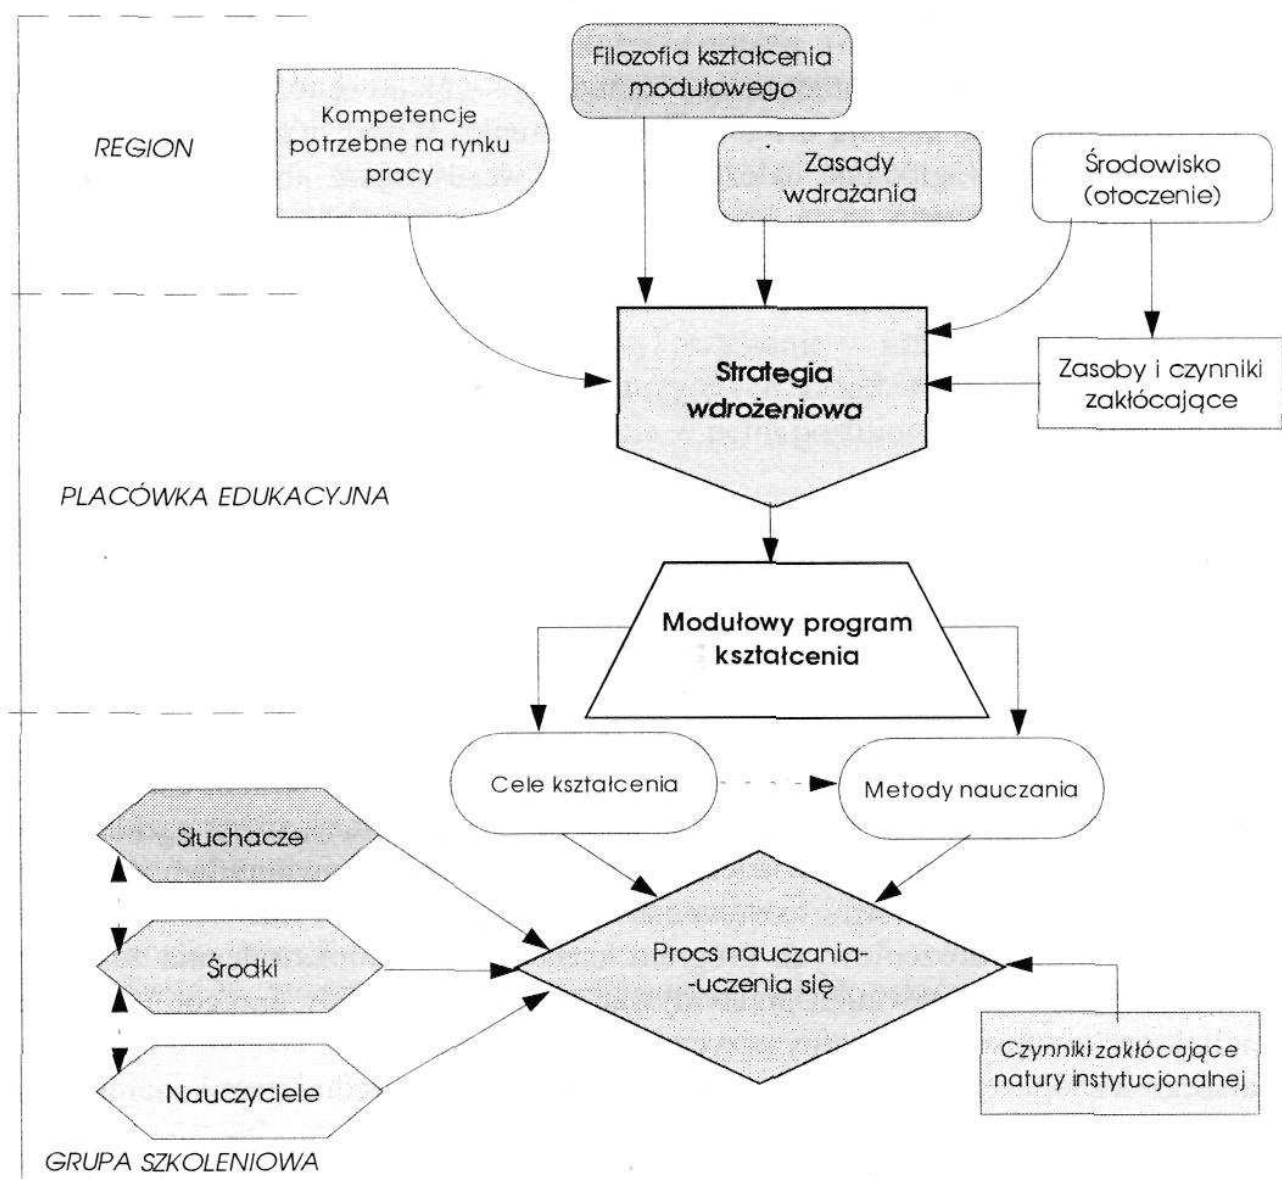 Filozofia kształcenia
modułowego
Kompetencje
potrzebne na rynku
pracy
REGION
Zasady
wdrażania
Środowisko
(otoczenie)
Strategia
wdrożeniowa
Zasoby i czynniki
zakłócające
PLACÓWKA EDUKACYJNA
Modułowy program
kształcenia
Cele kształcenia
Metody nauczania
Słuchacze
Środki
Procs nauczania-
-uczenia się
Nauczyciele
Czynniki zakłócające
natury instytucjonalnej
GRUPA SZKOLENIOWA